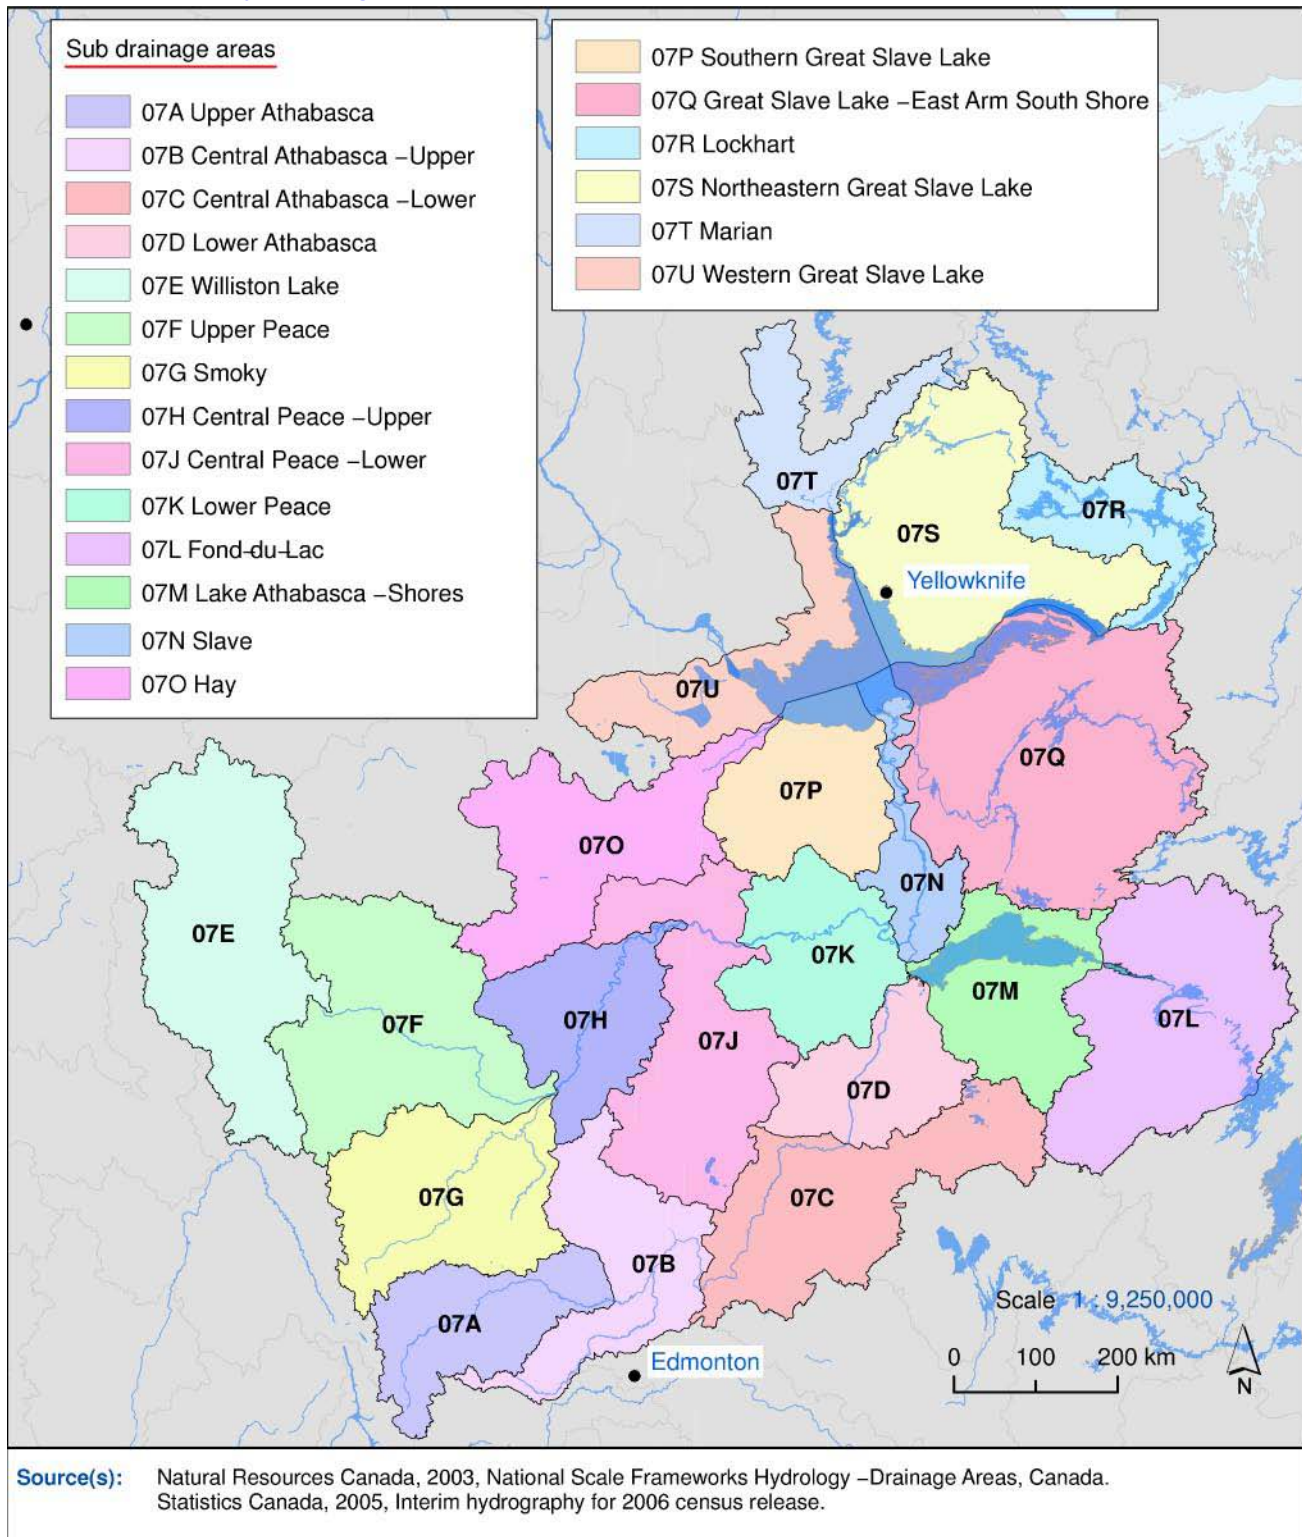 Sub drainage areas
07A Upper Athabasca
07B Central Athabasca –Upper
07C Central Athabasca –Lower
07D Lower Athabasca
07E Williston Lake
07F Upper Peace
07G Smoky
07H Central Peace –Upper
07J Central Peace –Lower
07K Lower Peace
07L Fond–du–Lac
07M Lake Athabasca –Shores
07N Slave
07O Hay
07P Southern Great Slave Lake
07Q Great Slave Lake –East Arm South Shore
07R Lockhart
07S Northeastern Great Slave Lake
07T Marian
07U Western Great Slave Lake
07T
07R
07S
Yellowknife
07U
07Q
07P
07O
07N
07E
07K
07M
07F
07H
07L
07J
07D
07G
07C
07B
07A
Scale 1 : 9,250,000
Edmonton
0 100 200 km
N
Source(s): Natural Resources Canada, 2003, National Scale Frameworks Hydrology –Drainage Areas, Canada.
Statistics Canada, 2005, Interim hydrography for 2006 census release.